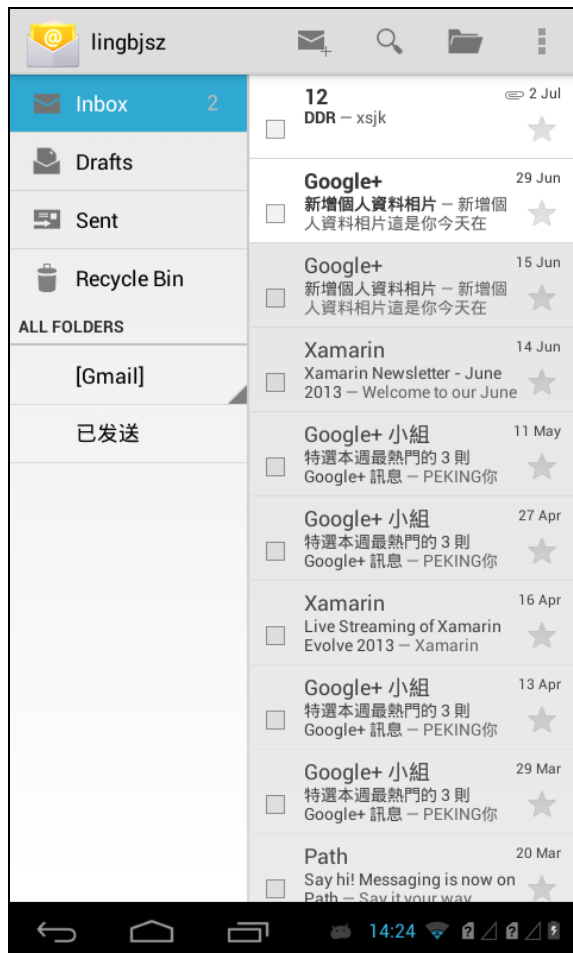 lingbjsz
Inbox 2
Drafts
Sent
Recycle Bin
ALL FOLDERS
[Gmail]
已发送
12 2 Jul
DDR — xsjk
Google+ 29 Jun
新增個人資料相片 — 新增個
人資料相片這是你今天在
Google+ 15 Jun
新增個人資料相片 — 新增個
人資料相片這是你今天在
Xamarin 14 Jun
Xamarin Newsletter - June
2013 — Welcome to our June
Google+ 小組 11 May
特選本週最熱門的 3 則
Google+ 訊息 — PEKING你
Google+ 小組 27 Apr
特選本週最熱門的 3 則
Google+ 訊息 — PEKING你
Xamarin 16 Apr
Live Streaming of Xamarin
Evolve 2013 — Xamarin
Google+ 小組 13 Apr
特選本週最熱門的 3 則
Google+ 訊息 — PEKING你
Google+ 小組 29 Mar
特選本週最熱門的 3 則
Google+ 訊息 — PEKING你
Path 20 Mar
Say hi! Messaging is now on
Path — Say it your way
14:24